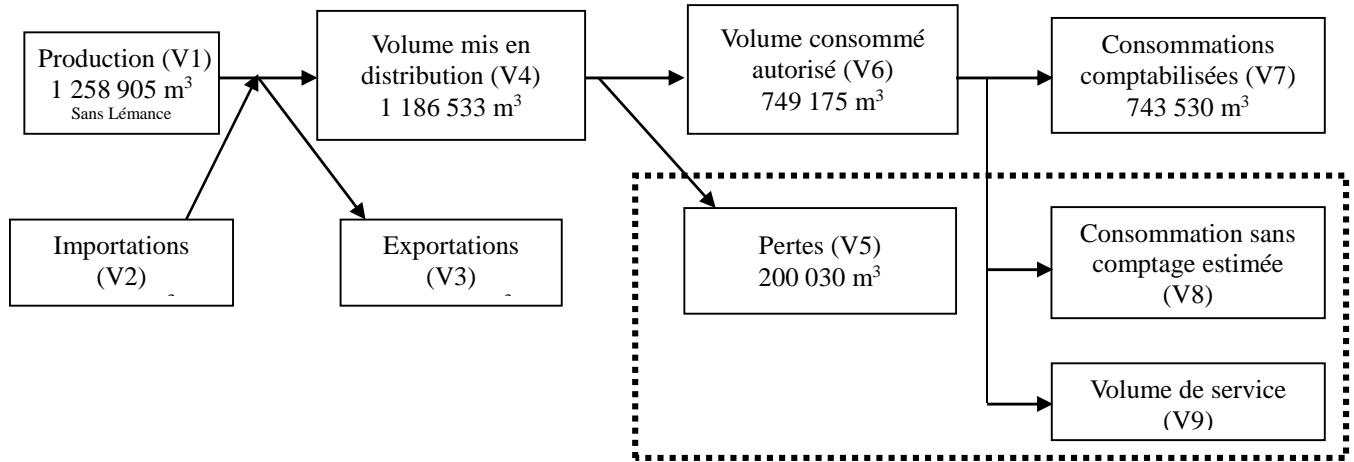 Production (V1)
1 258 905 m³
Sans Lémance
Volume mis en
distribution (V4)
1 186 533 m³
Volume consommé
autorisé (V6)
749 175 m³
Consommations
comptabilisées (V7)
743 530 m³
Importations
(V2)
Exportations
(V3)
Pertes (V5)
200 030 m³
Consommation sans
comptage estimée
(V8)
Volume de service
(V9)